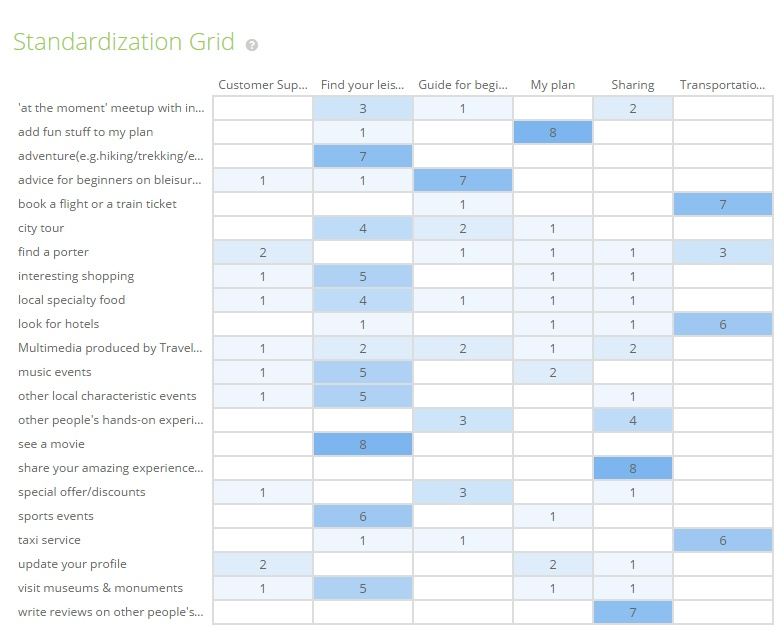 Standardization Grid ?
Customer Sup... Find your leis... Guide for begi... My plan Sharing Transportatio...
'at the moment' meetup with in... 3 1 2
add fun stuff to my plan 1 8
adventure(e.g.hiking/trekking/e... 7
advice for beginners on bleisur... 1 1 7
book a flight or a train ticket 1 7
city tour 4 2 1
find a porter 2 1 1 1 3
interesting shopping 1 5 1 1
local specialty food 1 4 1 1 1
look for hotels 1 1 1 6
Multimedia produced by Travel... 1 2 2 1 2
music events 1 5 2
other local characteristic events 1 5 1
other people's hands-on experi... 3 4
see a movie 8
share your amazing experience... 8
special offer/discounts 1 3 1
sports events 6 1
taxi service 1 1 6
update your profile 2 2 1
visit museums & monuments 1 5 1 1
write reviews on other people's... 7